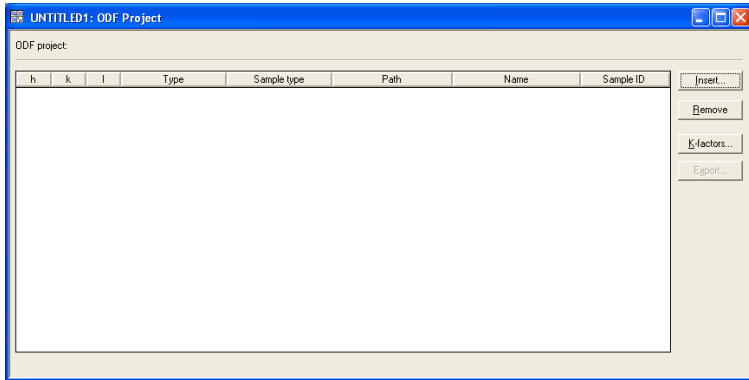 UNTITLED1: ODF Project
ODF project:
h k l Type Sample type Path Name Sample ID
Insert...
Remove
K-factors...
Export...